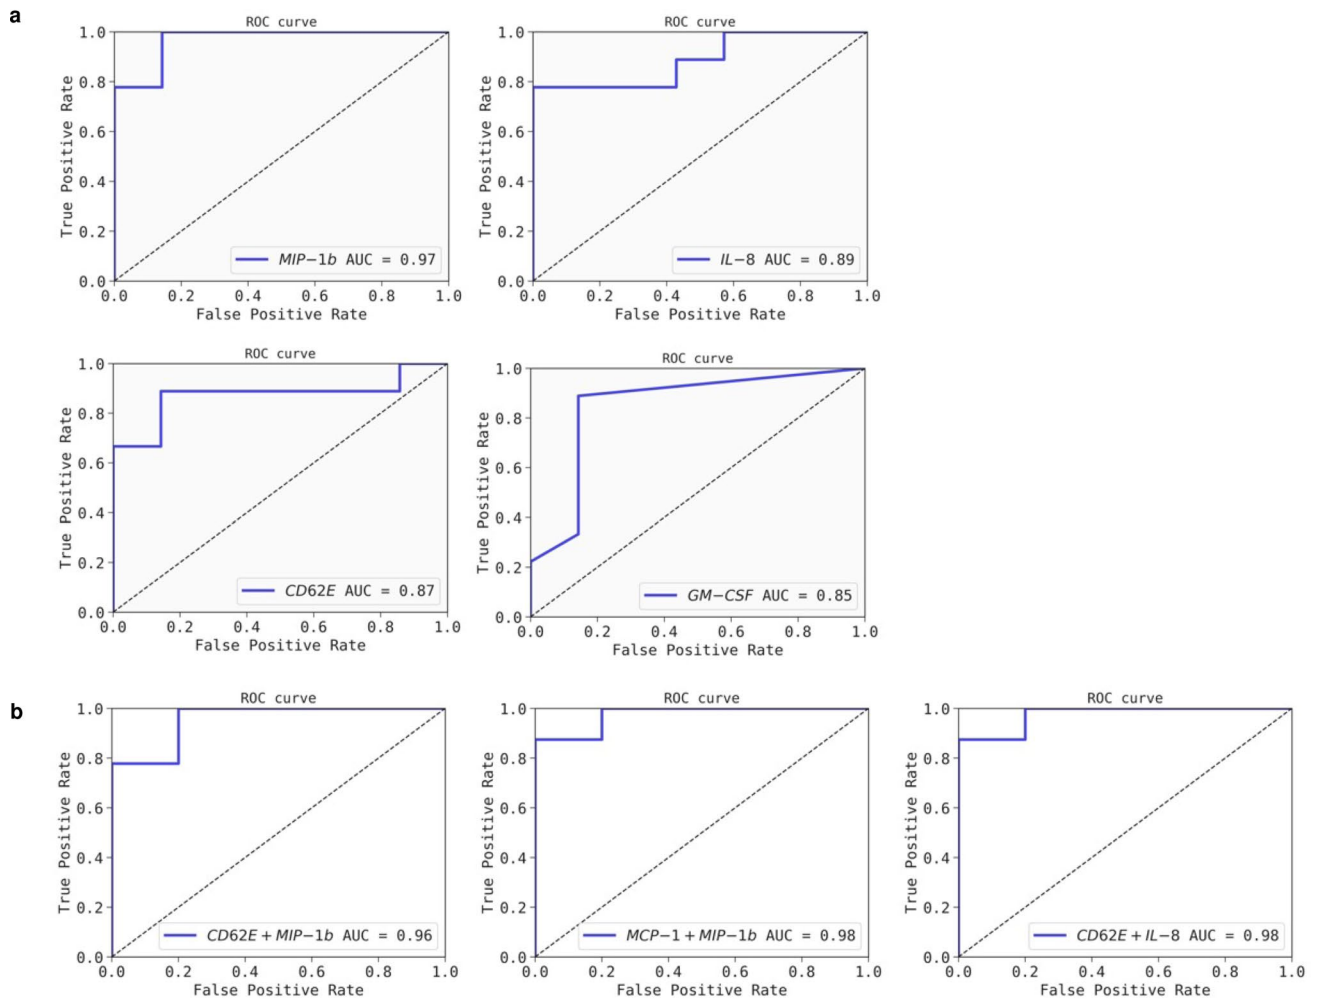 a
ROC curve
1.0
0.8
0.6
0.4
0.2
0.0
True Positive Rate
MIP−1b AUC = 0.97
0.0 0.2 0.4 0.6 0.8 1.0
False Positive Rate
ROC curve
1.0
0.8
0.6
0.4
0.2
0.0
True Positive Rate
IL−8 AUC = 0.89
0.0 0.2 0.4 0.6 0.8 1.0
False Positive Rate
ROC curve
1.0
0.8
0.6
0.4
0.2
0.0
True Positive Rate
CD62E AUC = 0.87
0.0 0.2 0.4 0.6 0.8 1.0
False Positive Rate
ROC curve
1.0
0.8
0.6
0.4
0.2
0.0
True Positive Rate
GM−CSF AUC = 0.85
0.0 0.2 0.4 0.6 0.8 1.0
False Positive Rate
b
ROC curve
1.0
0.8
0.6
0.4
0.2
0.0
True Positive Rate
CD62E + MIP−1b AUC = 0.96
0.0 0.2 0.4 0.6 0.8 1.0
False Positive Rate
ROC curve
1.0
0.8
0.6
0.4
0.2
0.0
True Positive Rate
MCP−1 + MIP−1b AUC = 0.98
0.0 0.2 0.4 0.6 0.8 1.0
False Positive Rate
ROC curve
1.0
0.8
0.6
0.4
0.2
0.0
True Positive Rate
CD62E + IL−8 AUC = 0.98
0.0 0.2 0.4 0.6 0.8 1.0
False Positive Rate